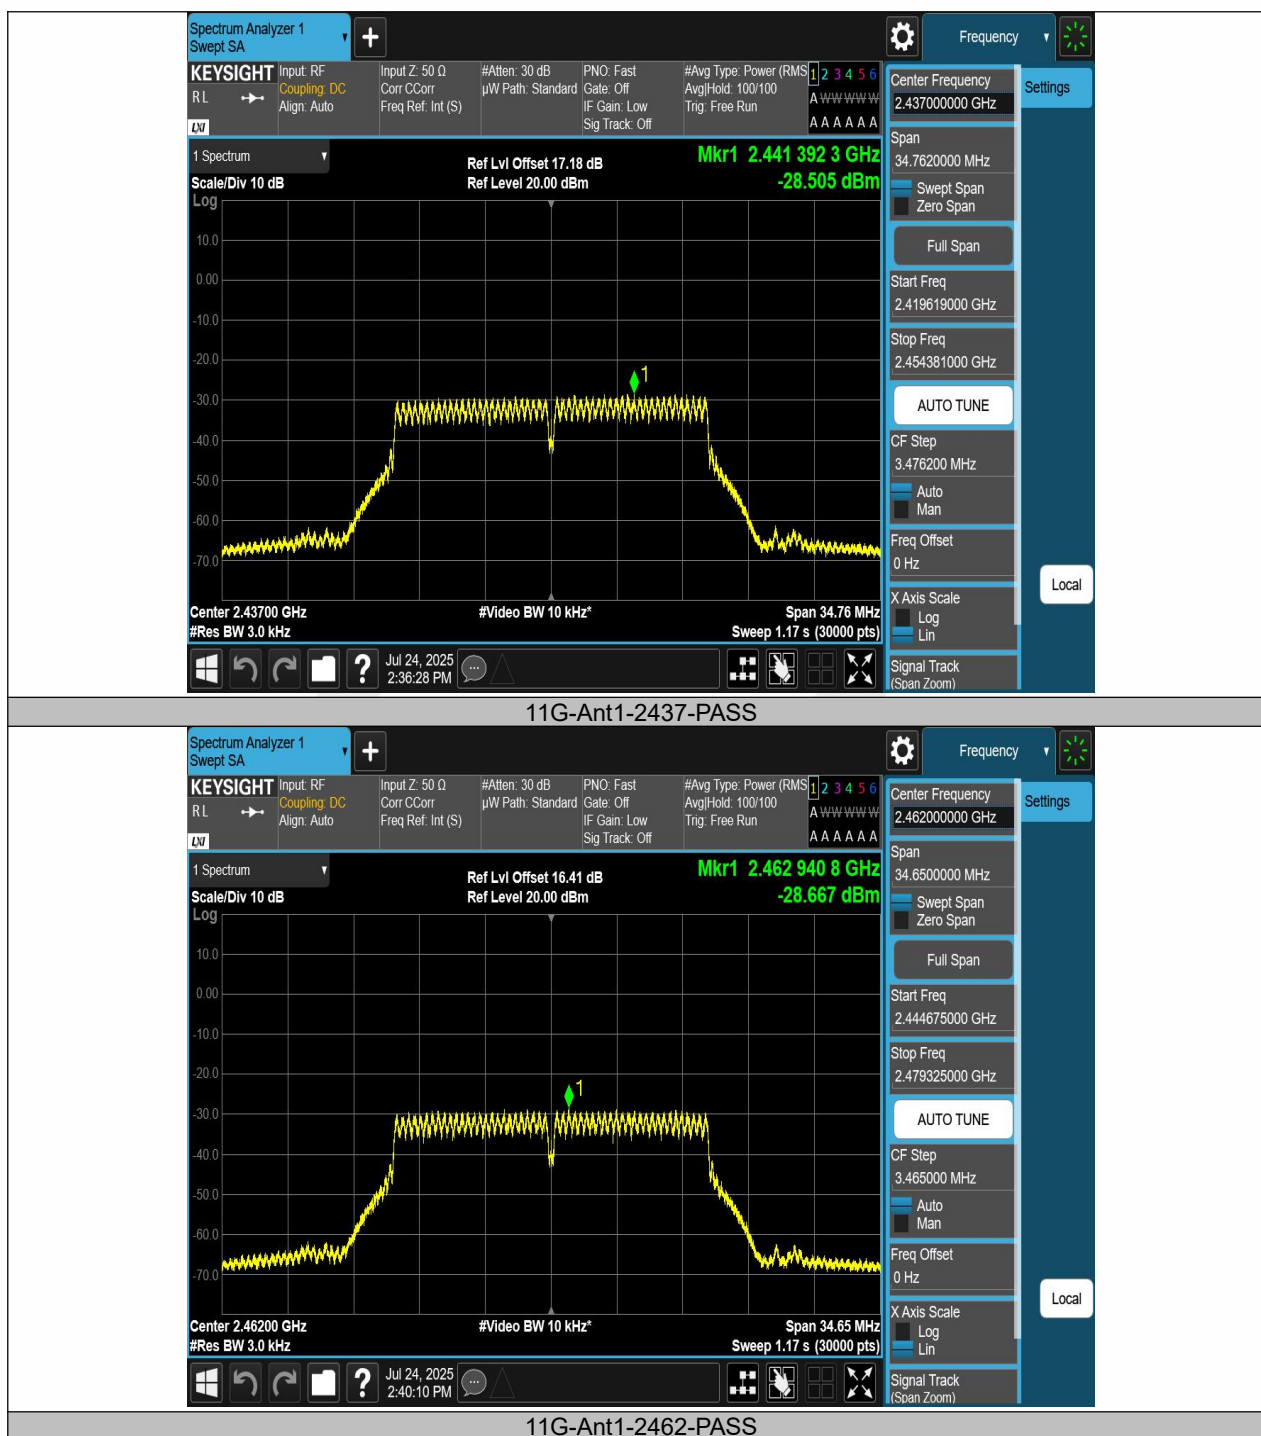 Spectrum Analyzer 1
Swept SA
Frequency
KEYSIGHT
R L
LXI
Input: RF
Coupling: DC
Align: Auto
Input Z: 50 Ω
Corr CCorr
Freq Ref: Int (S)
#Atten: 30 dB
µW Path: Standard
PNO: Fast
Gate: Off
IF Gain: Low
Sig Track: Off
#Avg Type: Power (RMS
Avg|Hold: 100/100
Trig: Free Run
1 2 3 4 5 6
A W W W W W
A A A A A A
Center Frequency
2.437000000 GHz
Settings
1 Spectrum
Ref Lvl Offset 17.18 dB
Mkr1 2.441 392 3 GHz
Scale/Div 10 dB
Ref Level 20.00 dBm
-28.505 dBm
Log
10.0
0.00
-10.0
-20.0
-30.0
-40.0
-50.0
-60.0
-70.0
1
Center 2.43700 GHz
#Video BW 10 kHz*
Span 34.76 MHz
#Res BW 3.0 kHz
Sweep 1.17 s (30000 pts)
Span
34.7620000 MHz
Swept Span
Zero Span
Full Span
Start Freq
2.419619000 GHz
Stop Freq
2.454381000 GHz
AUTO TUNE
CF Step
3.476200 MHz
Auto
Man
Freq Offset
0 Hz
X Axis Scale
Log
Lin
Signal Track
(Span Zoom)
Local
?
Jul 24, 2025
2:36:28 PM
11G-Ant1-2437-PASS
Spectrum Analyzer 1
Swept SA
Frequency
KEYSIGHT
R L
LXI
Input: RF
Coupling: DC
Align: Auto
Input Z: 50 Ω
Corr CCorr
Freq Ref: Int (S)
#Atten: 30 dB
µW Path: Standard
PNO: Fast
Gate: Off
IF Gain: Low
Sig Track: Off
#Avg Type: Power (RMS
Avg|Hold: 100/100
Trig: Free Run
1 2 3 4 5 6
A W W W W W
A A A A A A
Center Frequency
2.462000000 GHz
Settings
1 Spectrum
Ref Lvl Offset 16.41 dB
Mkr1 2.462 940 8 GHz
Scale/Div 10 dB
Ref Level 20.00 dBm
-28.667 dBm
Log
10.0
0.00
-10.0
-20.0
-30.0
-40.0
-50.0
-60.0
-70.0
1
Center 2.46200 GHz
#Video BW 10 kHz*
Span 34.65 MHz
#Res BW 3.0 kHz
Sweep 1.17 s (30000 pts)
Span
34.6500000 MHz
Swept Span
Zero Span
Full Span
Start Freq
2.444675000 GHz
Stop Freq
2.479325000 GHz
AUTO TUNE
CF Step
3.465000 MHz
Auto
Man
Freq Offset
0 Hz
X Axis Scale
Log
Lin
Signal Track
(Span Zoom)
Local
?
Jul 24, 2025
2:40:10 PM
11G-Ant1-2462-PASS